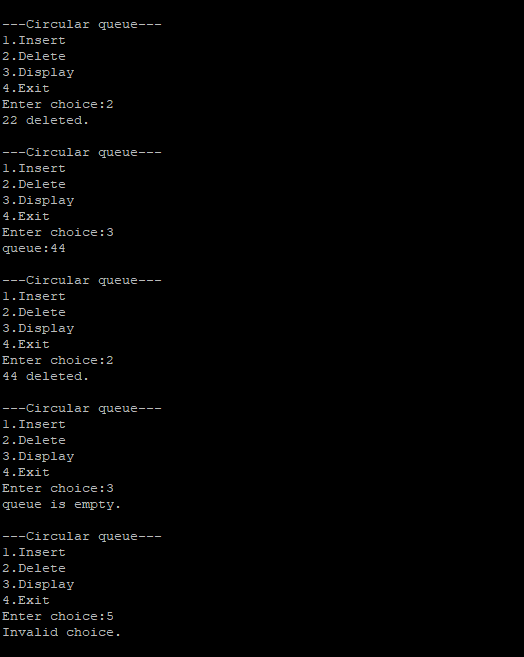 ---Circular queue---
1.Insert
2.Delete
3.Display
4.Exit
Enter choice:2
22 deleted.
---Circular queue---
1.Insert
2.Delete
3.Display
4.Exit
Enter choice:3
queue:44
---Circular queue---
1.Insert
2.Delete
3.Display
4.Exit
Enter choice:2
44 deleted.
---Circular queue---
1.Insert
2.Delete
3.Display
4.Exit
Enter choice:3
queue is empty.
---Circular queue---
1.Insert
2.Delete
3.Display
4.Exit
Enter choice:5
Invalid choice.